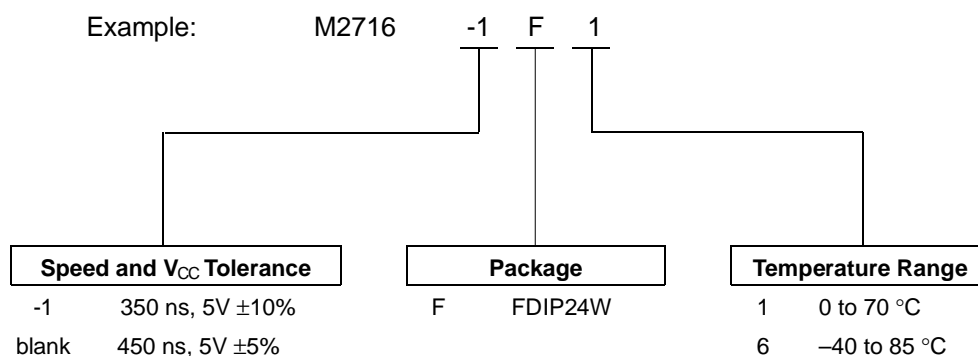 Example: M2716 -1 F 1
Speed and VCC Tolerance
-1 350 ns, 5V ±10%
blank 450 ns, 5V ±5%
Package
F FDIP24W
Temperature Range
1 0 to 70 °C
6 –40 to 85 °C